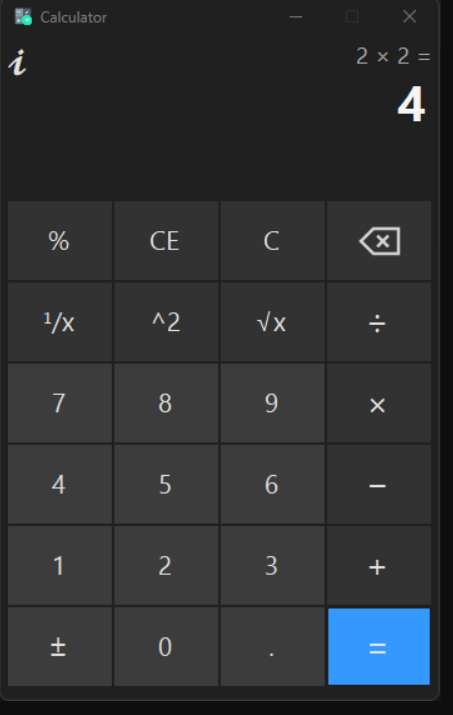 Calculator
i
2 × 2 =
4
% CE C
¹/x ^2 √x ÷
7 8 9 ×
4 5 6 −
1 2 3 +
± 0 . =